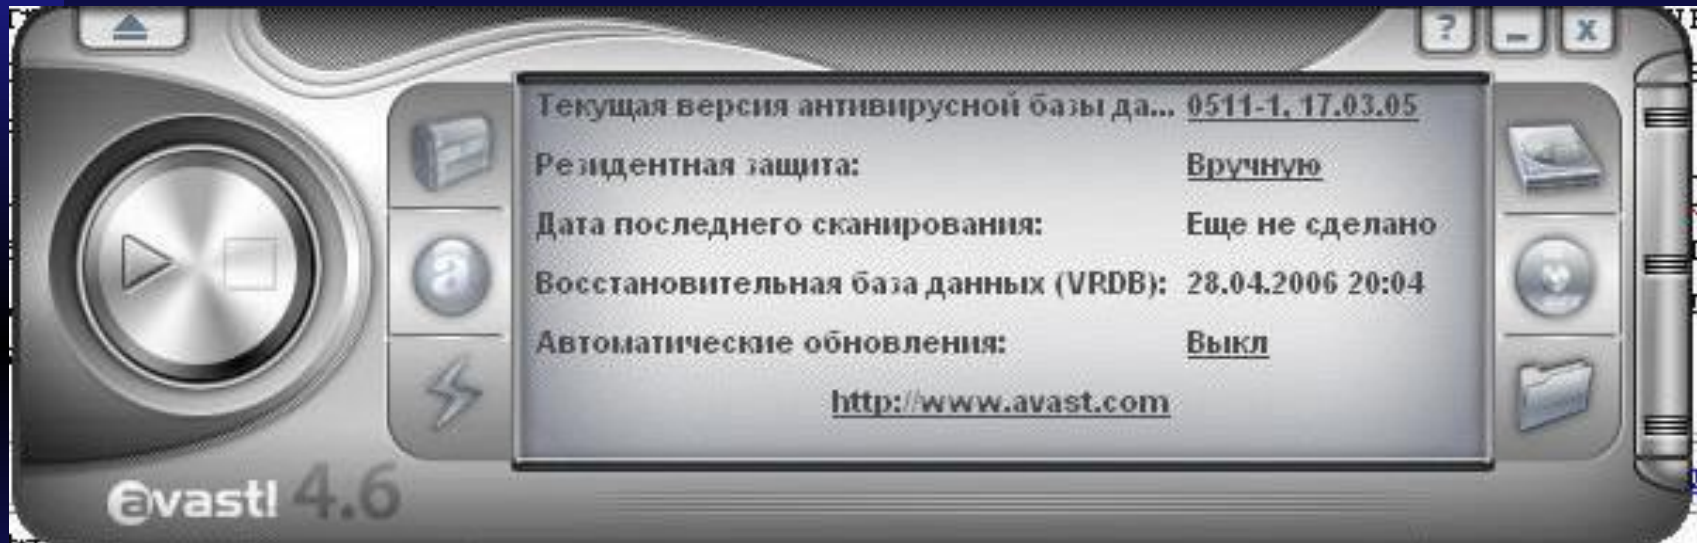 ?
x
Текущая версия антивирусной базы да... 0511-1, 17.03.05
Резидентная защита: Вручную
Дата последнего сканирования: Еще не сделано
Восстановительная база данных (VRDB): 28.04.2006 20:04
Автоматические обновления: Выкл
http://www.avast.com
avast! 4.6